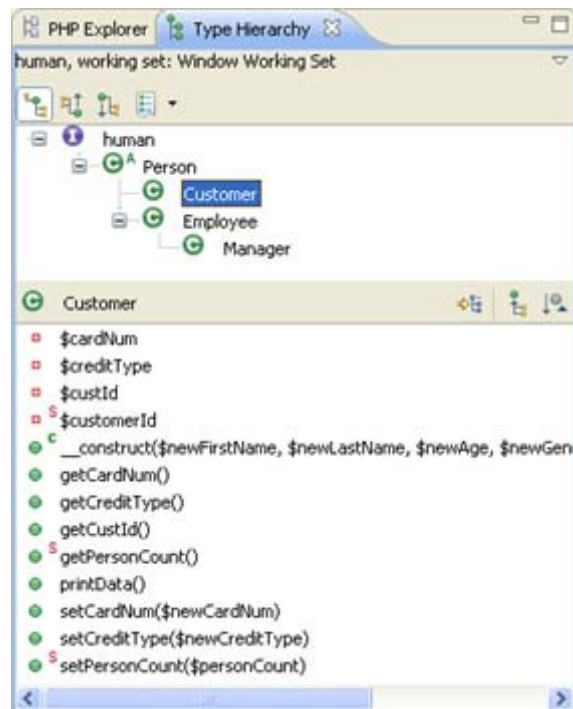 PHP Explorer Type Hierarchy
human, working set: Window Working Set
I human
C A Person
C Customer
C Employee
C Manager
C Customer
$cardNum
$creditType
$custId
S $customerId
C __construct($newFirstName, $newLastName, $newAge, $newGen
getCardNum()
getCreditType()
getCustId()
S getPersonCount()
printData()
setCardNum($newCardNum)
setCreditType($newCreditType)
S setPersonCount($personCount)